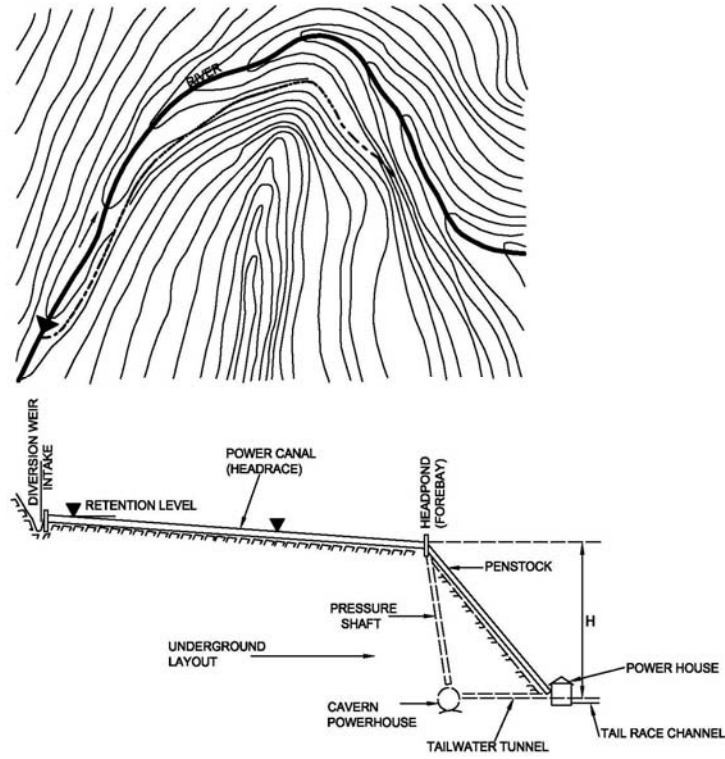 RIVER
DIVERSION WEIR
INTAKE
POWER CANAL
(HEADRACE)
RETENTION LEVEL
HEADPOND
(FOREBAY)
PENSTOCK
PRESSURE
SHAFT
H
UNDERGROUND
LAYOUT
POWER HOUSE
CAVERN
POWERHOUSE
TAIL RACE CHANNEL
TAILWATER TUNNEL